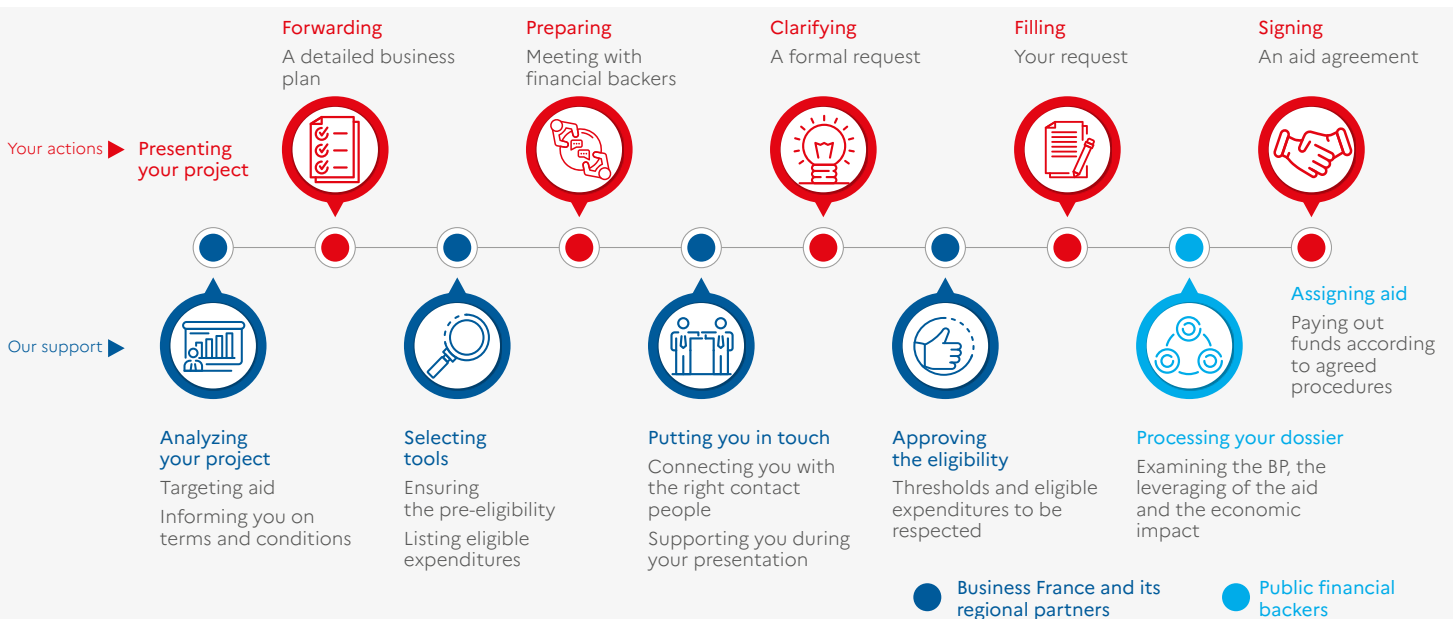 Forwarding
A detailed business
plan
Preparing
Meeting with
financial backers
Clarifying
A formal request
Filling
Your request
Signing
An aid agreement
Your actions
Presenting
your project
Our support
Analyzing
your project
Targeting aid
Informing you on
terms and conditions
Selecting
tools
Ensuring
the pre-eligibility
Listing eligible
expenditures
Putting you in touch
Connecting you with
the right contact
people
Supporting you during
your presentation
Approving
the eligibility
Thresholds and eligible
expenditures to be
respected
Processing your dossier
Examining the BP, the
leveraging of the aid
and the economic
impact
Assigning aid
Paying out
funds according
to agreed
procedures
Business France and its
regional partners
Public financial
backers